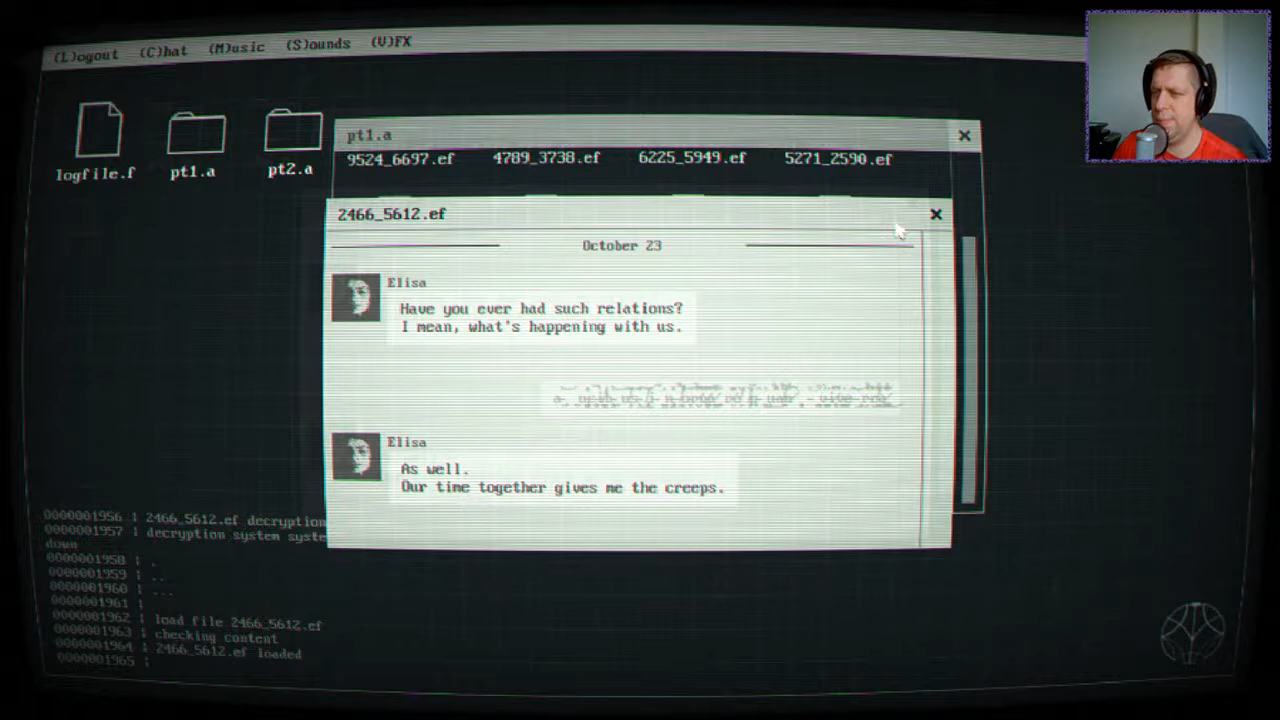 (L)ogout (C)hat (M)usic (S)ounds (V)FX
logfile.f
pt1.a
pt2.a
pt1.a
9524_6697.ef 4789_3738.ef 6225_5949.ef 5271_2590.ef
2466_5612.ef
October 23
Elisa
Have you ever had such relations?
I mean, what's happening with us.
Elisa
As well.
Our time together gives me the creeps.
0000001956 | 2466_5612.ef decryption
0000001957 | decryption system syste
down
0000001958 | .
0000001959 | ...
0000001960 | ...
0000001961 |
0000001962 | load file 2466_5612.ef
0000001963 | checking content
0000001964 | 2466_5612.ef loaded
0000001965 |